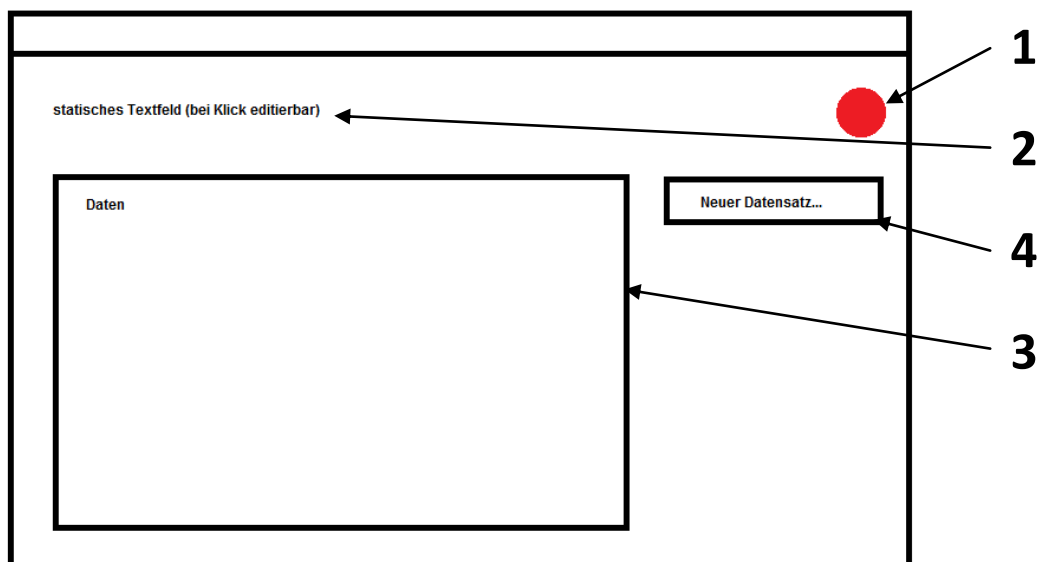 1
statisches Textfeld (bei Klick editierbar)
2
Daten
Neuer Datensatz...
4
3